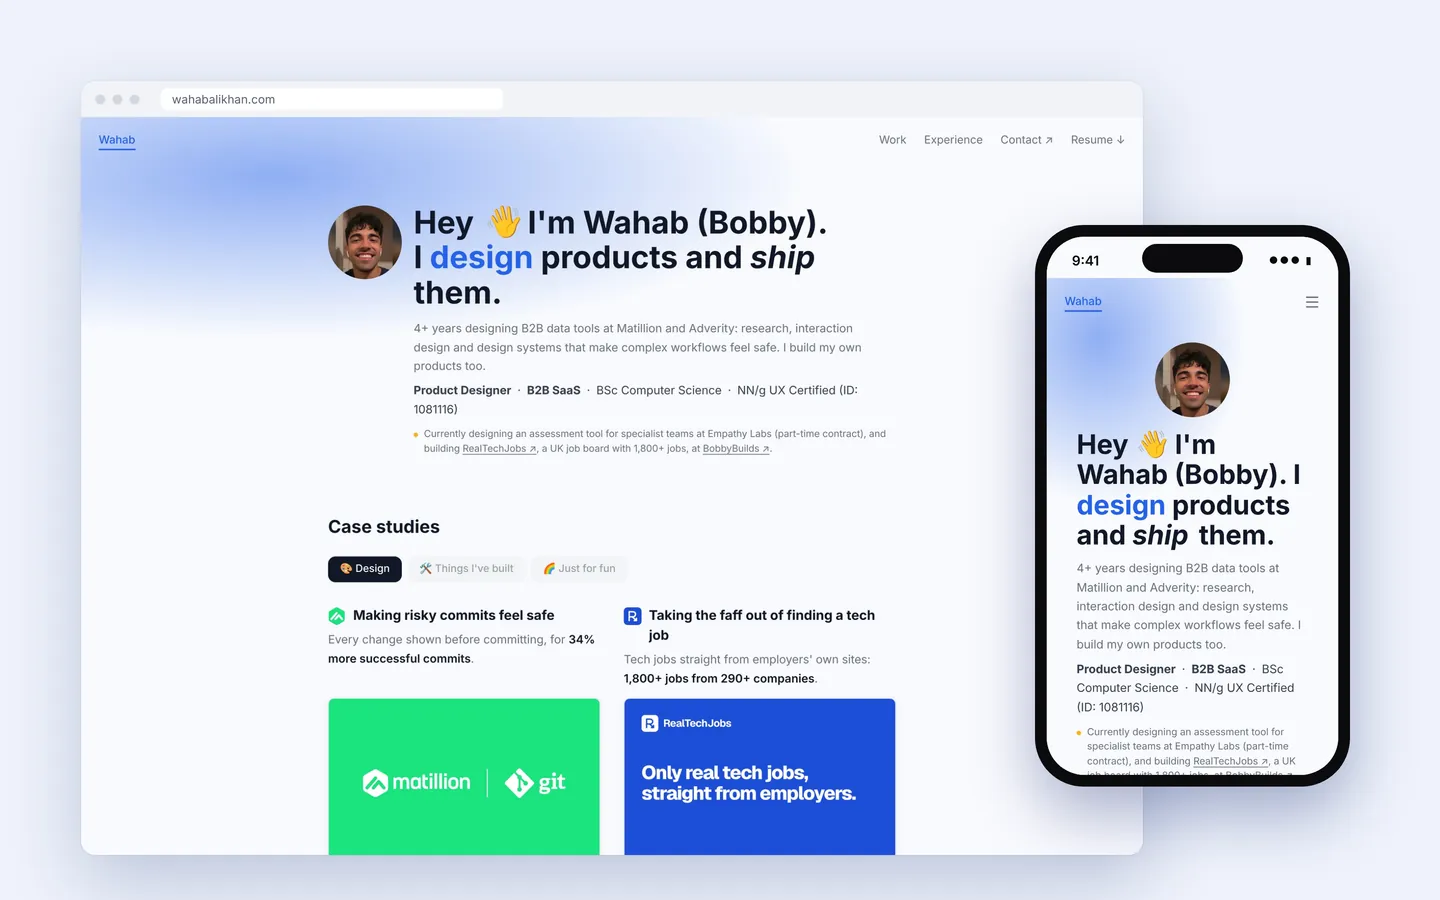 wahabalikhan.com
Wahab
Work Experience Contact ↗ Resume ↓
Hey 👋 I'm Wahab (Bobby).
I design products and ship
them.
4+ years designing B2B data tools at Matillion and Adverity: research, interaction
design and design systems that make complex workflows feel safe. I build my own
products too.
Product Designer · B2B SaaS · BSc Computer Science · NN/g UX Certified (ID:
1081116)
Currently designing an assessment tool for specialist teams at Empathy Labs (part-time contract), and
building RealTechJobs ↗, a UK job board with 1,800+ jobs, at BobbyBuilds ↗.
Case studies
🎨 Design
🛠️ Things I've built
🌈 Just for fun
Making risky commits feel safe
Every change shown before committing, for 34%
more successful commits.
matillion | git
Taking the faff out of finding a tech
job
Tech jobs straight from employers' own sites:
1,800+ jobs from 290+ companies.
R RealTechJobs
Only real tech jobs,
straight from employers.
9:41
Wahab
Hey 👋 I'm
Wahab (Bobby). I
design products
and ship them.
4+ years designing B2B data tools at
Matillion and Adverity: research,
interaction design and design systems
that make complex workflows feel safe. I
build my own products too.
Product Designer · B2B SaaS · BSc
Computer Science · NN/g UX Certified
(ID: 1081116)
Currently designing an assessment tool for
specialist teams at Empathy Labs (part-time
contract), and building RealTechJobs ↗, a UK
job board with 1,800+ jobs, at BobbyBuilds ↗.